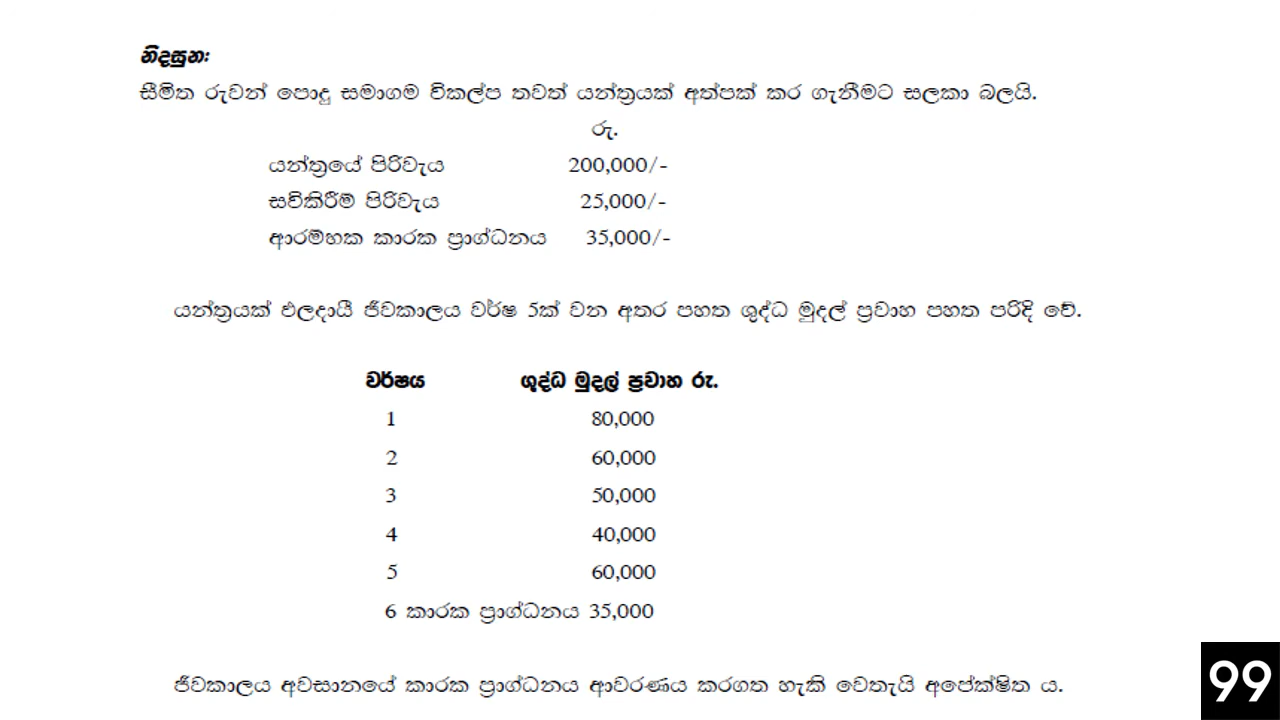 නිදසුන:
සීමිත රුවන් පොදු සමාගම විකල්ප තවත් යන්ත්‍රයක් අත්පත් කර ගැනීමට සලකා බලයි.
රු.
යන්ත්‍රයේ පිරිවැය 200,000/-
සවිකිරීම් පිරිවැය 25,000/-
ආරම්භක කාරක ප්‍රාග්ධනය 35,000/-
යන්ත්‍රයක් ඵලදායී ජීවකාලය වර්ෂ 5ක් වන අතර පහත ශුද්ධ මුදල් ප්‍රවාහ පහත පරිදි වේ.
වර්ෂය ශුද්ධ මුදල් ප්‍රවාහ රු.
1 80,000
2 60,000
3 50,000
4 40,000
5 60,000
6 කාරක ප්‍රාග්ධනය 35,000
ජීවකාලය අවසානයේ කාරක ප්‍රාග්ධනය ආවරණය කරගත හැකි වෙතැයි අපේක්ෂිත ය.
99